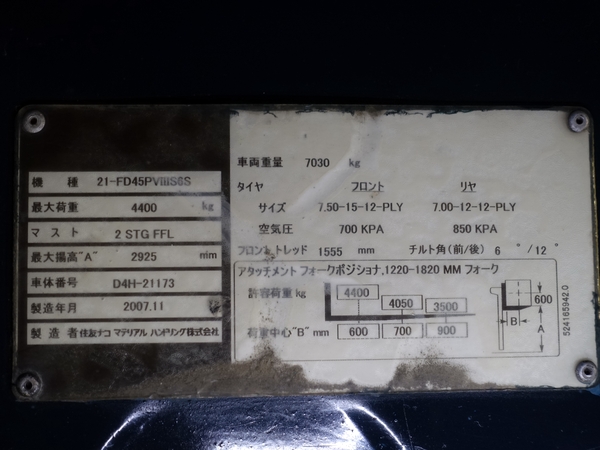 機 種 21-FD45PVIIIS6S
最大荷重 4400 kg
マスト 2 STG FFL
最大揚高"A" 2925 mm
車体番号 D4H-21173
製造年月 2007.11
製造者 住友ナコ マテリアル ハンドリング株式会社
車両重量 7030 kg
タイヤ フロント リヤ
サイズ 7.50-15-12-PLY 7.00-12-12-PLY
空気圧 700 KPA 850 KPA
フロントトレッド 1555 mm チルト角(前/後) 6 °/12 °
アタッチメント フォークポジショナ,1220-1820 MM フォーク
許容荷重 kg 4400 4050 3500
荷重中心"B" mm 600 700 900
600
B
A
524165942.0